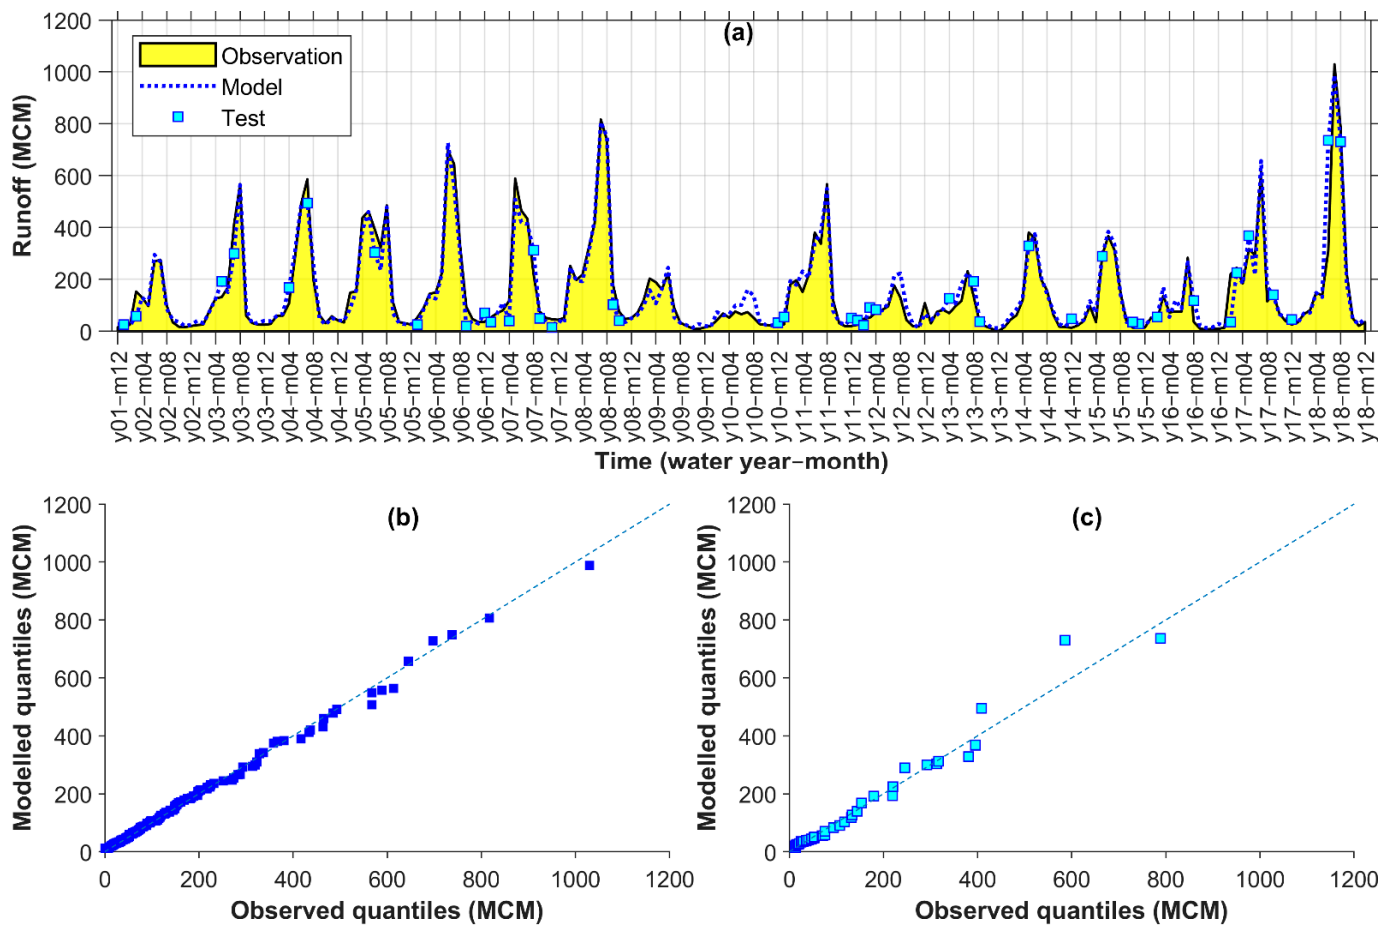 (a)
1200
1000
800
600
400
200
0
Runoff (MCM)
Observation
Model
Test
y01−m12
y02−m04
y02−m08
y02−m12
y03−m04
y03−m08
y03−m12
y04−m04
y04−m08
y04−m12
y05−m04
y05−m08
y05−m12
y06−m04
y06−m08
y06−m12
y07−m04
y07−m08
y07−m12
y08−m04
y08−m08
y08−m12
y09−m04
y09−m08
y09−m12
y10−m04
y10−m08
y10−m12
y11−m04
y11−m08
y11−m12
y12−m04
y12−m08
y12−m12
y13−m04
y13−m08
y13−m12
y14−m04
y14−m08
y14−m12
y15−m04
y15−m08
y15−m12
y16−m04
y16−m08
y16−m12
y17−m04
y17−m08
y17−m12
y18−m04
y18−m08
y18−m12
Time (water year−month)
(b)
1200
1000
800
600
400
200
0
Modelled quantiles (MCM)
0 200 400 600 800 1000 1200
Observed quantiles (MCM)
(c)
1200
1000
800
600
400
200
0
Modelled quantiles (MCM)
0 200 400 600 800 1000 1200
Observed quantiles (MCM)